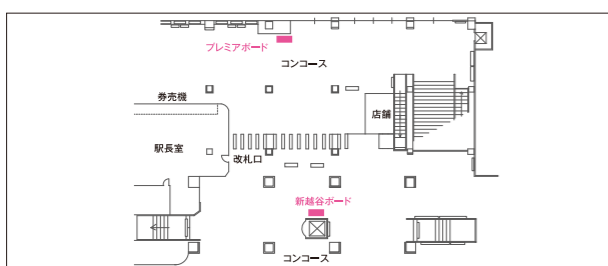 プレミアボード
コンコース
券売機
店舗
駅長室
改札口
新越谷ボード
コンコース